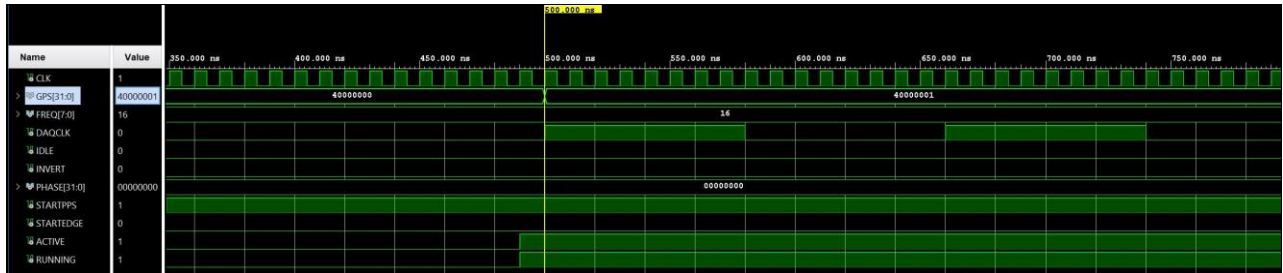 500.000 ns
Name Value 350.000 ns 400.000 ns 450.000 ns 500.000 ns 550.000 ns 600.000 ns 650.000 ns 700.000 ns 750.000 ns
CLK 1
GPS[31:0] 40000001 40000000 40000001
FREQ[7:0] 16 16
DAQCLK 0
IDLE 0
INVERT 0
PHASE[31:0] 00000000 00000000
STARTPPS 1
STARTEDGE 0
ACTIVE 1
RUNNING 1